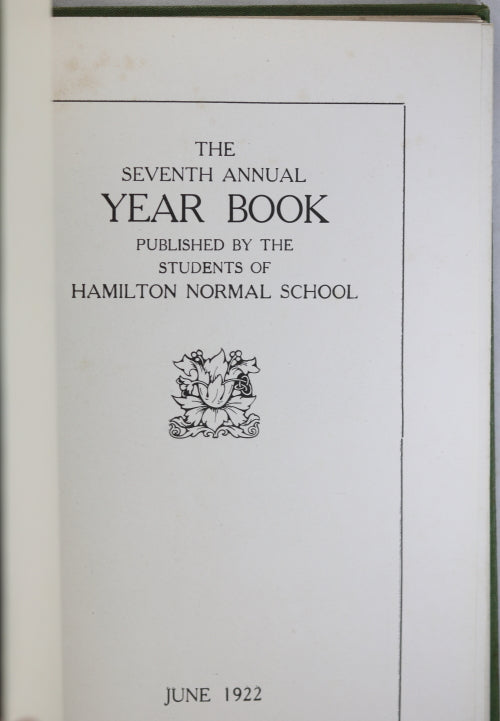 THE
SEVENTH ANNUAL
YEAR BOOK
PUBLISHED BY THE
STUDENTS OF
HAMILTON NORMAL SCHOOL
JUNE 1922